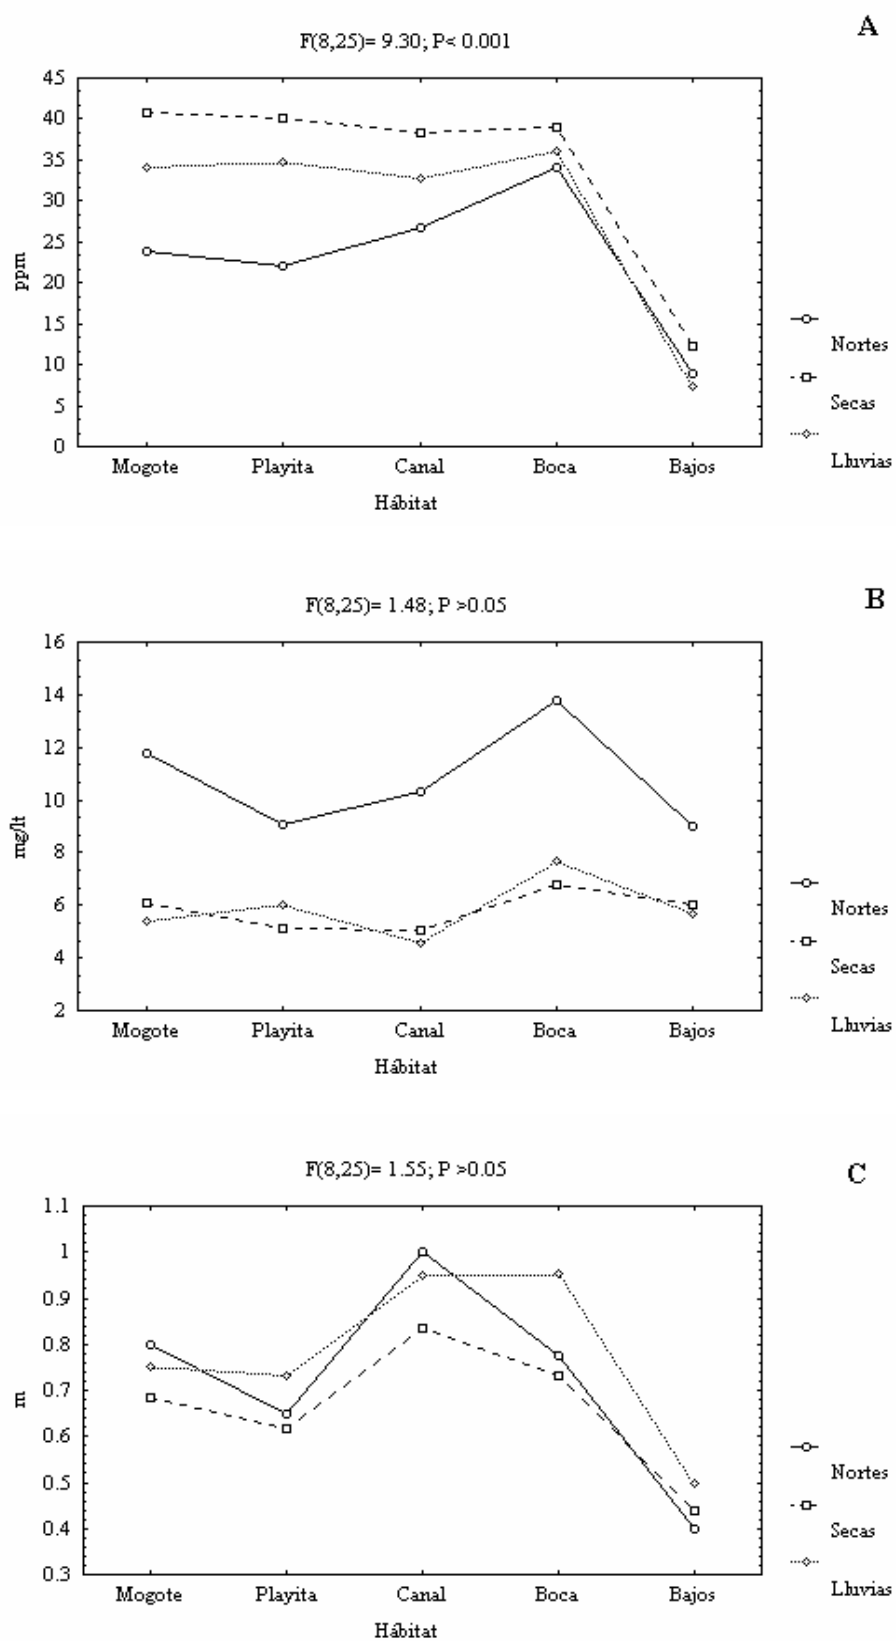 A
F(8,25)= 9.30; P< 0.001
45
40
35
30
25
20
15
10
5
0
ppm
Mogote Playita Canal Boca Bajos
Hábitat
Nortes
Secas
Lluvias
B
F(8,25)= 1.48; P >0.05
16
14
12
10
8
6
4
2
mg/lt
Mogote Playita Canal Boca Bajos
Hábitat
Nortes
Secas
Lluvias
C
F(8,25)= 1.55; P >0.05
1.1
1
0.9
0.8
0.7
0.6
0.5
0.4
0.3
m
Mogote Playita Canal Boca Bajos
Hábitat
Nortes
Secas
Lluvias